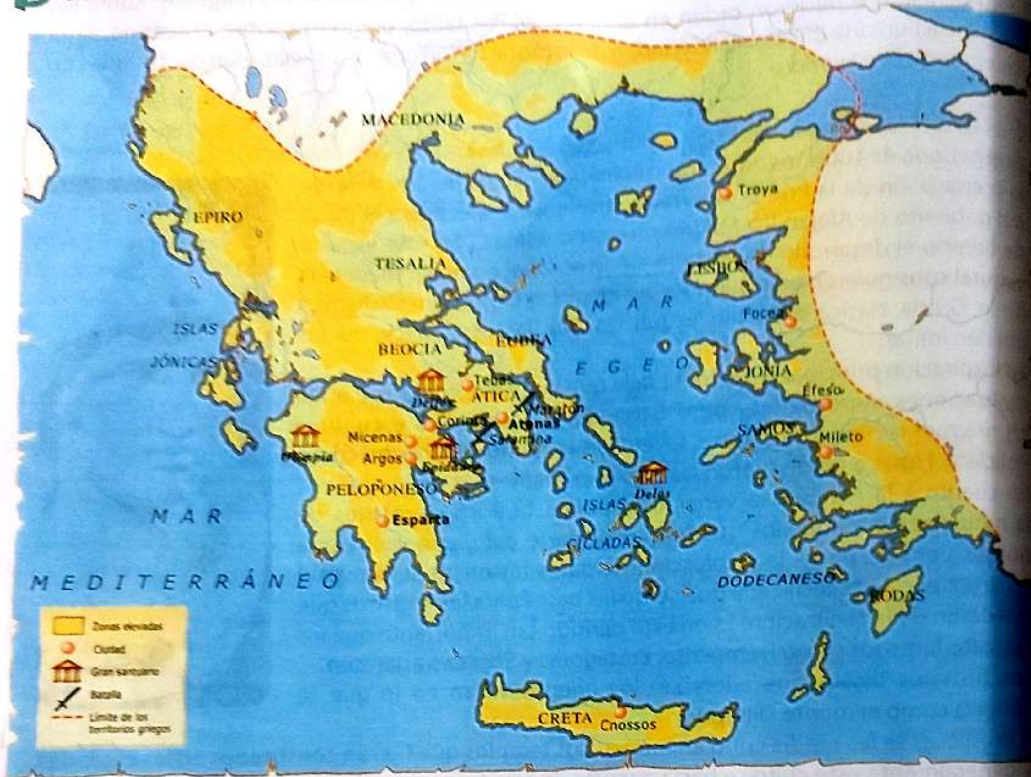 MACEDONIA
Troya
EPIRO
TESALIA
LESBOS
MAR
EGEO
Focea
ISLAS
JÓNICAS
BEOCIA
EUBEA
JONIA
Tebas
Delfos
ÁTICA
Maratón
Éfeso
Corinto
Atenas
Salamina
SAMOS
Olimpia
Micenas
Argos
Epidauro
Mileto
PELOPONESO
Delos
ISLAS
CÍCLADAS
MAR
MEDITERRÁNEO
Esparta
DODECANESO
RODAS
CRETA
Cnossos
Zonas elevadas
Ciudad
Gran santuario
Batalla
Límite de los
territorios griegos